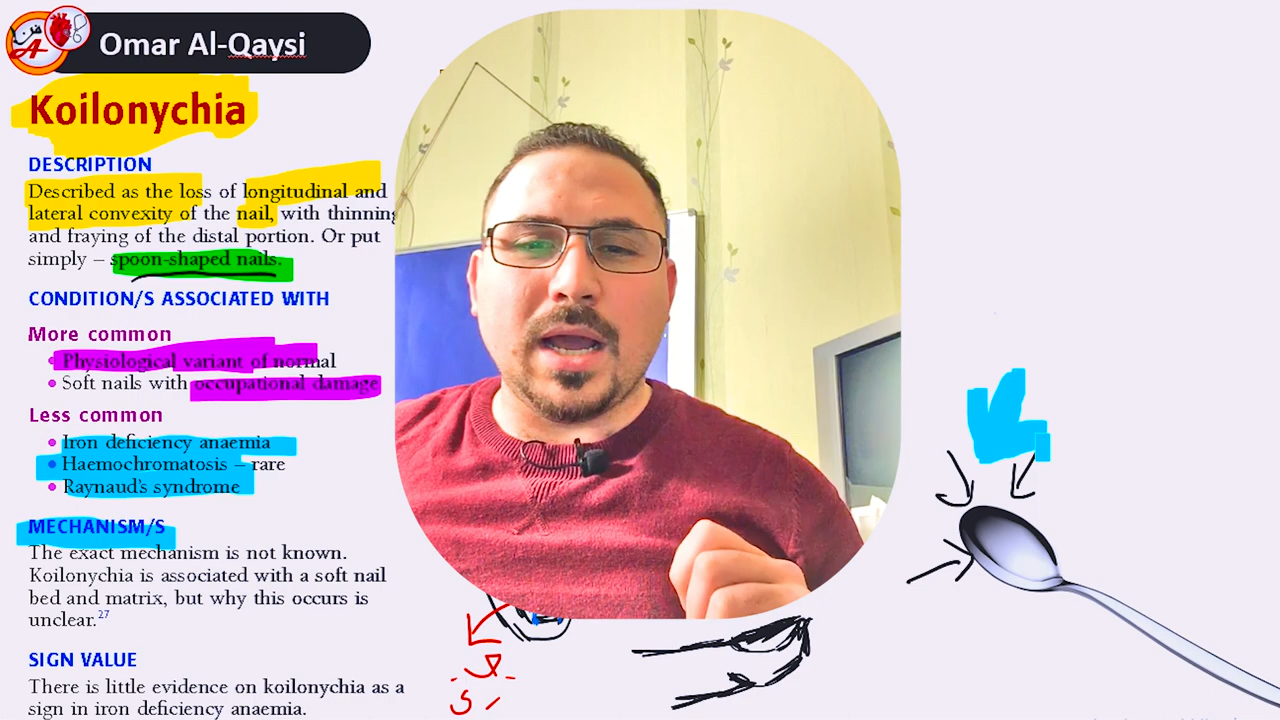 Omar Al-Qaysi
Koilonychia
DESCRIPTION
Described as the loss of longitudinal and
lateral convexity of the nail, with thinning
and fraying of the distal portion. Or put
simply – spoon-shaped nails.
CONDITION/S ASSOCIATED WITH
More common
• Physiological variant of normal
• Soft nails with occupational damage
Less common
• Iron deficiency anaemia
• Haemochromatosis – rare
• Raynaud's syndrome
MECHANISM/S
The exact mechanism is not known.
Koilonychia is associated with a soft nail
bed and matrix, but why this occurs is
unclear.27
SIGN VALUE
There is little evidence on koilonychia as a
sign in iron deficiency anaemia.